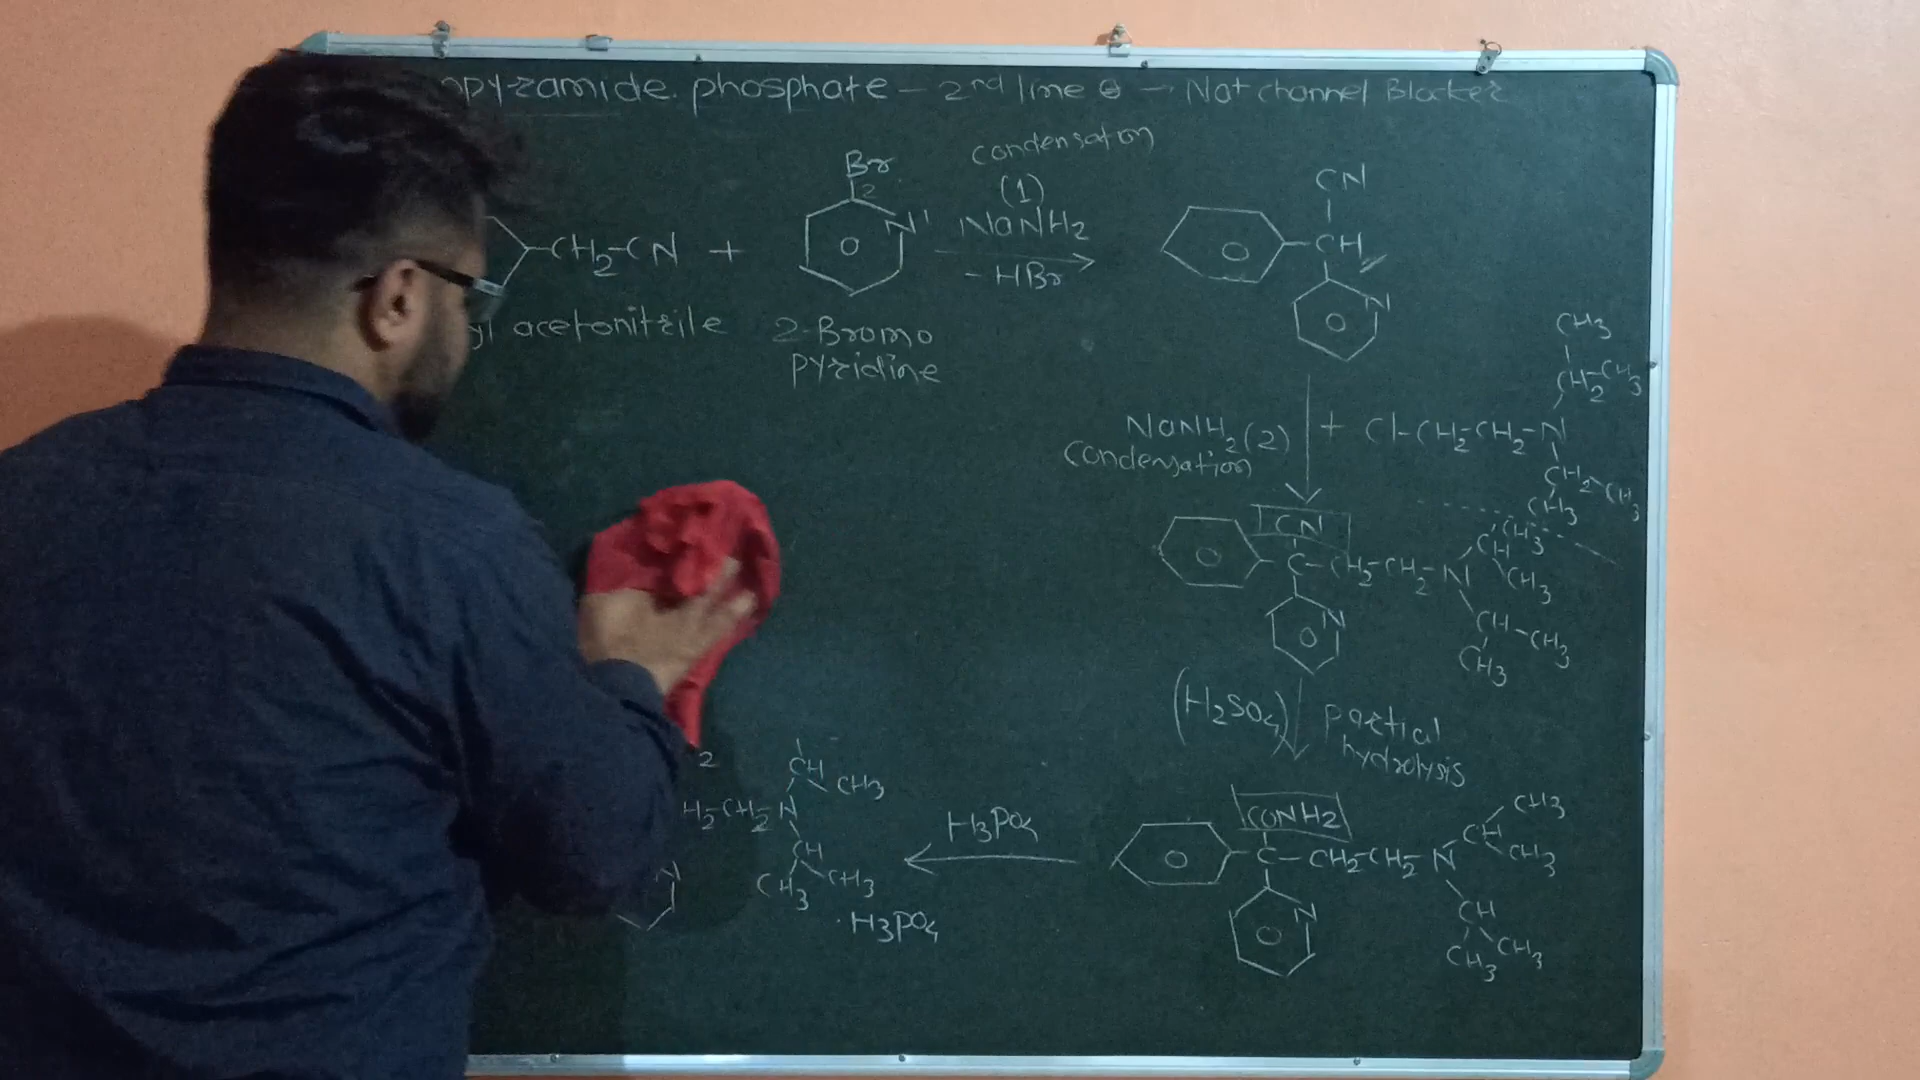 pyramide. phosphate - 2nd line ⊖ → Na+ channel Blocker
condensation
Br
2
(1)
CN
N'
NaNH2
CH2-CN +
- HBr
CH
N
yl acetonitrile
2-Bromo
pyridine
CH3
CH2-CH3
NaNH2(2)
+ Cl-CH2-CH2-N
condensation
CH2-CH3
CH3
CN
CH3
CH
C-CH2-CH2-N
CH3
N
CH-CH3
CH3
(H2SO4)
partial
hydrolysis
2
CH
CH3
H2-CH2-N
H3PO4
CONH2
CH3
CH
C-CH2-CH2-N
CH3
CH
CH3
CH3
N
N
CH
CH3
CH3
. H3PO4